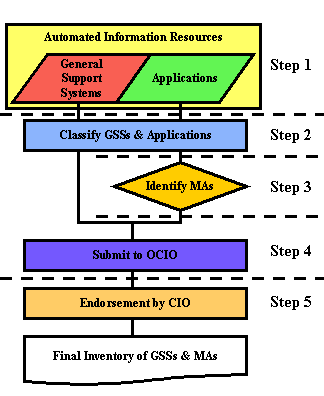 Automated Information Resources
General
Support
Systems
Applications
Step 1
Classify GSSs & Applications
Step 2
Identify MAs
Step 3
Submit to OCIO
Step 4
Endorsement by CIO
Step 5
Final Inventory of GSSs & MAs